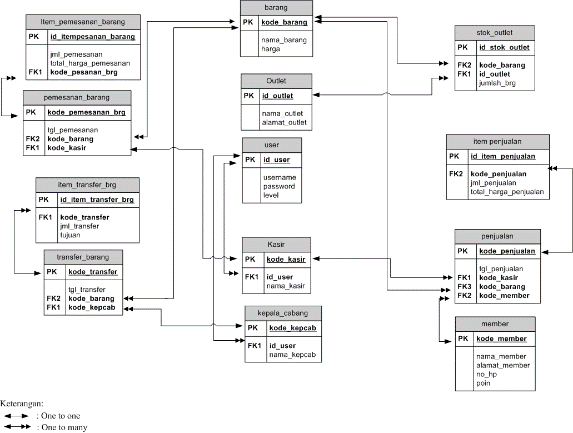 Item_pemesanan_barang
PK id_itempesanan_barang
jml_pemesanan
total_harga_pemesanan
FK1 kode_pesanan_brg
pemesanan_barang
PK kode_pemesanan_brg
tgl_pemesanan
FK2 kode_barang
FK1 kode_kasir
item_transfer_brg
PK id_item_transfer_brg
FK1 kode_transfer
jml_transfer
tujuan
transfer_barang
PK kode_transfer
tgl_transfer
FK2 kode_barang
FK1 kode_kepcab
barang
PK kode_barang
nama_barang
harga
Outlet
PK id_outlet
nama_outlet
alamat_outlet
user
PK id_user
username
password
level
Kasir
PK kode_kasir
FK1 id_user
nama_kasir
kepala_cabang
PK kode_kepcab
FK1 id_user
nama_kepcab
stok_outlet
PK id_stok_outlet
FK2 kode_barang
FK1 id_outlet
jumlah_brg
item penjualan
PK id_item_penjualan
FK2 kode_penjualan
jml_penjualan
total_harga_penjualan
penjualan
PK kode_penjualan
tgl_penjualan
FK1 kode_kasir
FK3 kode_barang
FK2 kode_member
member
PK kode_member
nama_member
alamat_member
no_hp
poin
Keterangan:
: One to one
: One to many